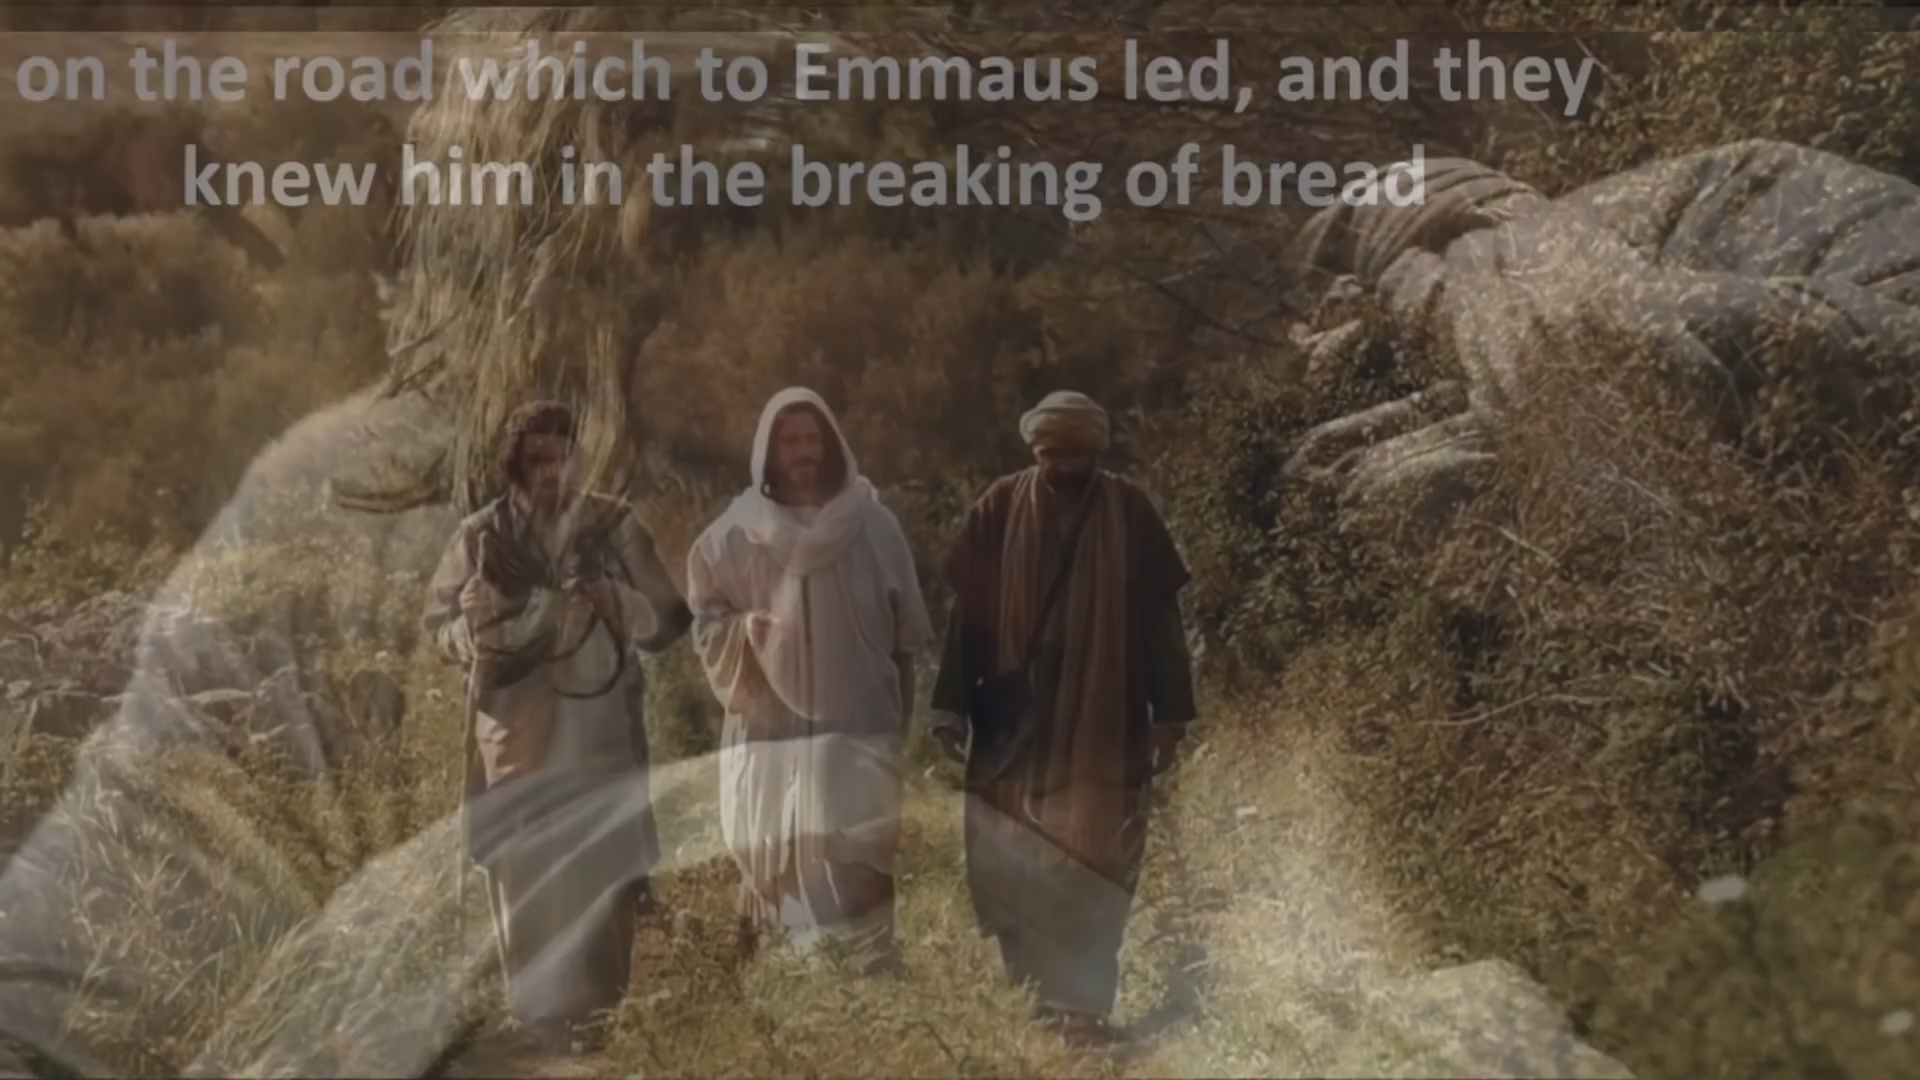 on the road which to Emmaus led, and they
knew him in the breaking of bread